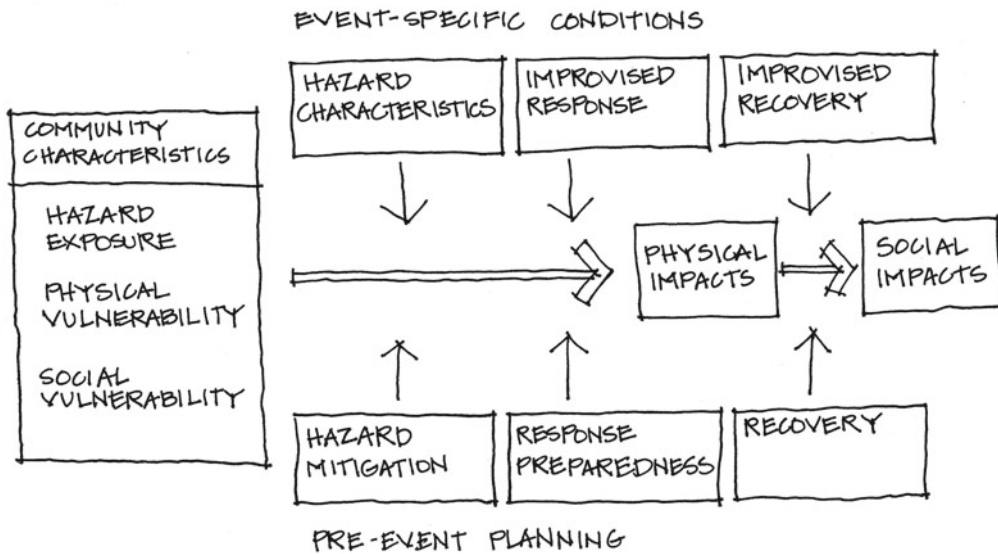 EVENT-SPECIFIC CONDITIONS
HAZARD
CHARACTERISTICS
IMPROVISED
RESPONSE
IMPROVISED
RECOVERY
COMMUNITY
CHARACTERISTICS
HAZARD
EXPOSURE
PHYSICAL
VULNERABILITY
SOCIAL
VULNERABILITY
PHYSICAL
IMPACTS
SOCIAL
IMPACTS
HAZARD
MITIGATION
RESPONSE
PREPAREDNESS
RECOVERY
PRE-EVENT PLANNING